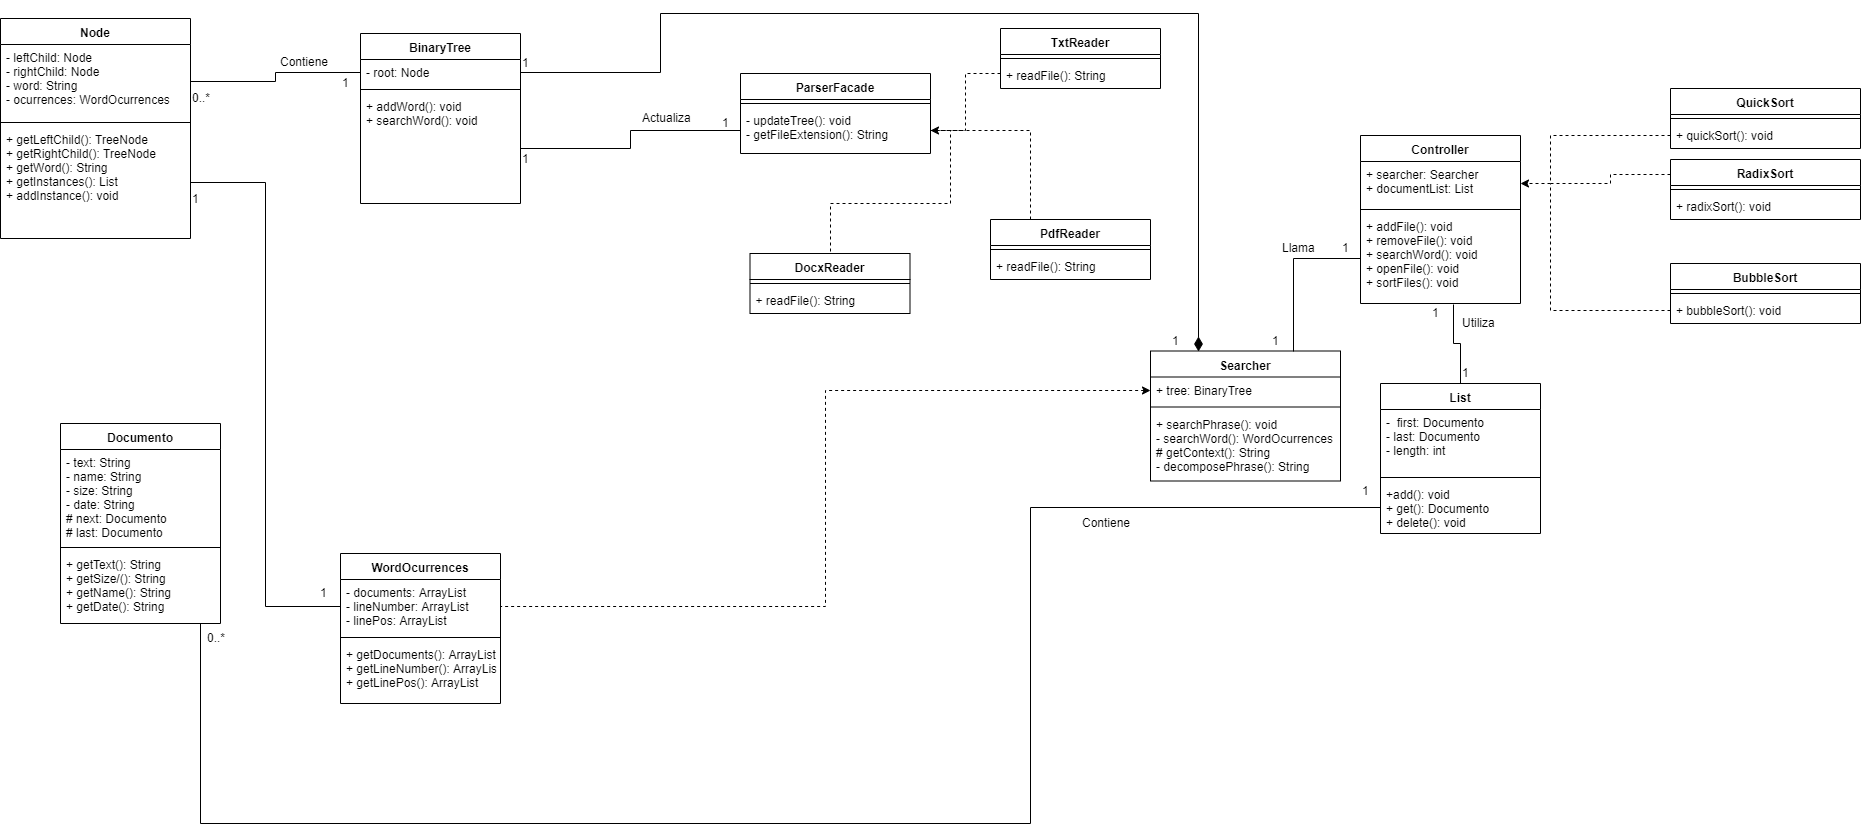 Node
- leftChild: Node
- rightChild: Node
- word: String
- ocurrences: WordOcurrences
+ getLeftChild(): TreeNode
+ getRightChild(): TreeNode
+ getWord(): String
+ getInstances(): List
+ addInstance(): void
0..*
1
Contiene
1
BinaryTree
- root: Node
+ addWord(): void
+ searchWord(): void
1
1
Actualiza
1
ParserFacade
- updateTree(): void
- getFileExtension(): String
TxtReader
+ readFile(): String
DocxReader
+ readFile(): String
PdfReader
+ readFile(): String
Controller
+ searcher: Searcher
+ documentList: List
+ addFile(): void
+ removeFile(): void
+ searchWord(): void
+ openFile(): void
+ sortFiles(): void
QuickSort
+ quickSort(): void
RadixSort
+ radixSort(): void
BubbleSort
+ bubbleSort(): void
Llama
1
1
1
1
Utiliza
1
Searcher
+ tree: BinaryTree
+ searchPhrase(): void
- searchWord(): WordOcurrences
# getContext(): String
- decomposePhrase(): String
List
- first: Documento
- last: Documento
- length: int
+add(): void
+ get(): Documento
+ delete(): void
1
Contiene
Documento
- text: String
- name: String
- size: String
- date: String
# next: Documento
# last: Documento
+ getText(): String
+ getSize/(): String
+ getName(): String
+ getDate(): String
0..*
1
WordOcurrences
- documents: ArrayList
- lineNumber: ArrayList
- linePos: ArrayList
+ getDocuments(): ArrayList
+ getLineNumber(): ArrayLis
+ getLinePos(): ArrayList